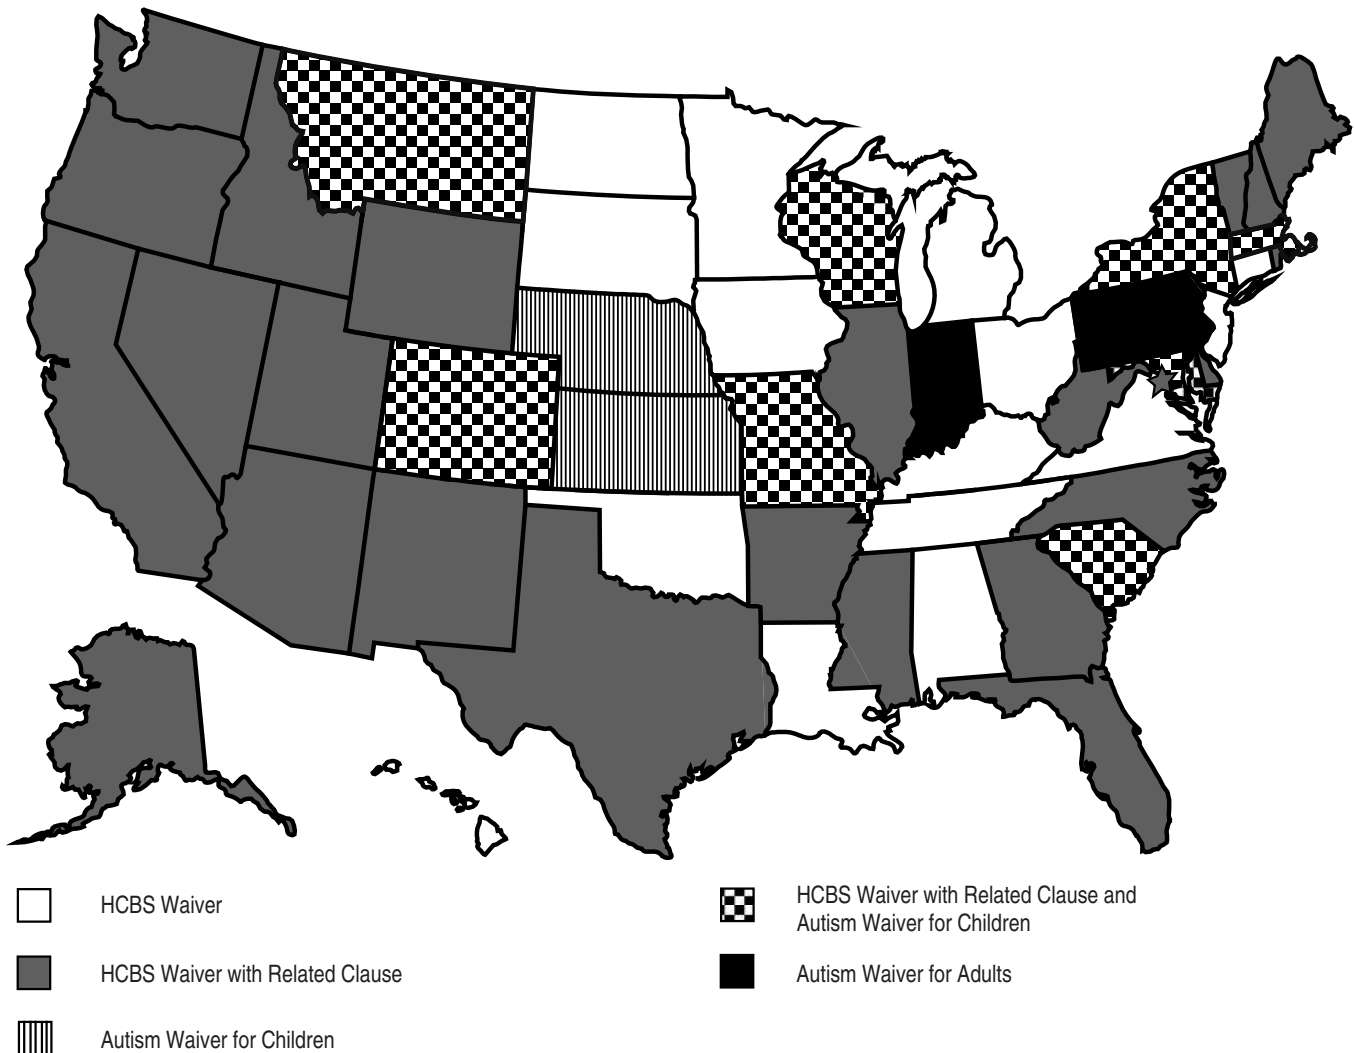 HCBS Waiver
HCBS Waiver with Related Clause
Autism Waiver for Children
HCBS Waiver with Related Clause and
Autism Waiver for Children
Autism Waiver for Adults